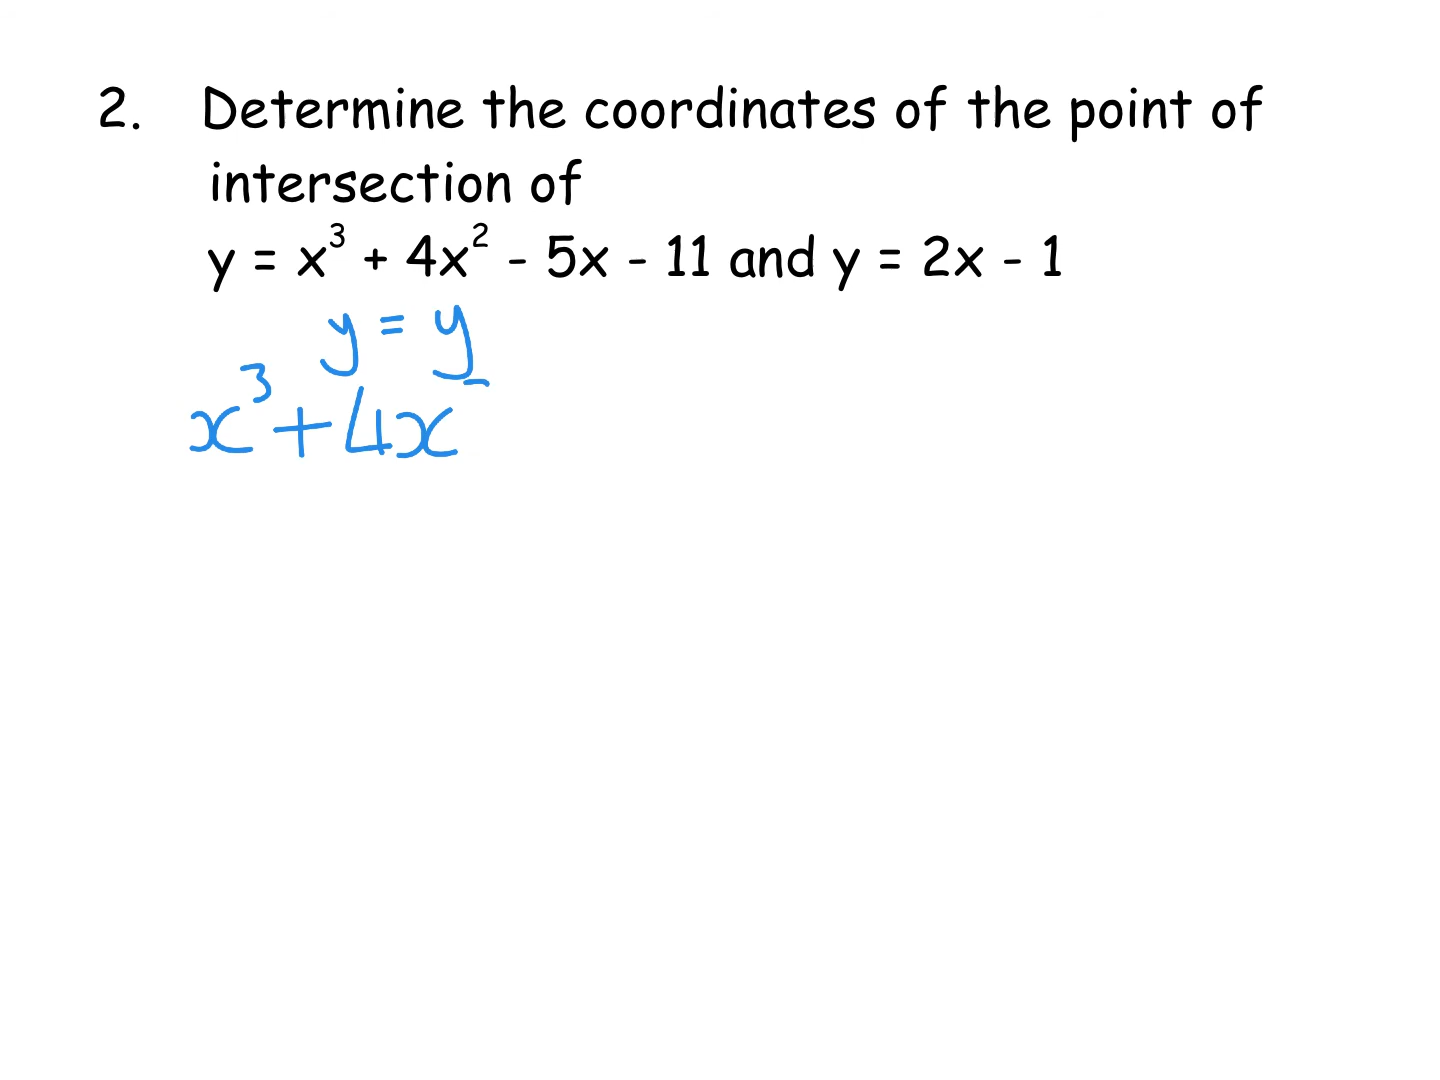 2. Determine the coordinates of the point of
intersection of
y = x³ + 4x² - 5x - 11 and y = 2x - 1
y = y
x³ + 4x